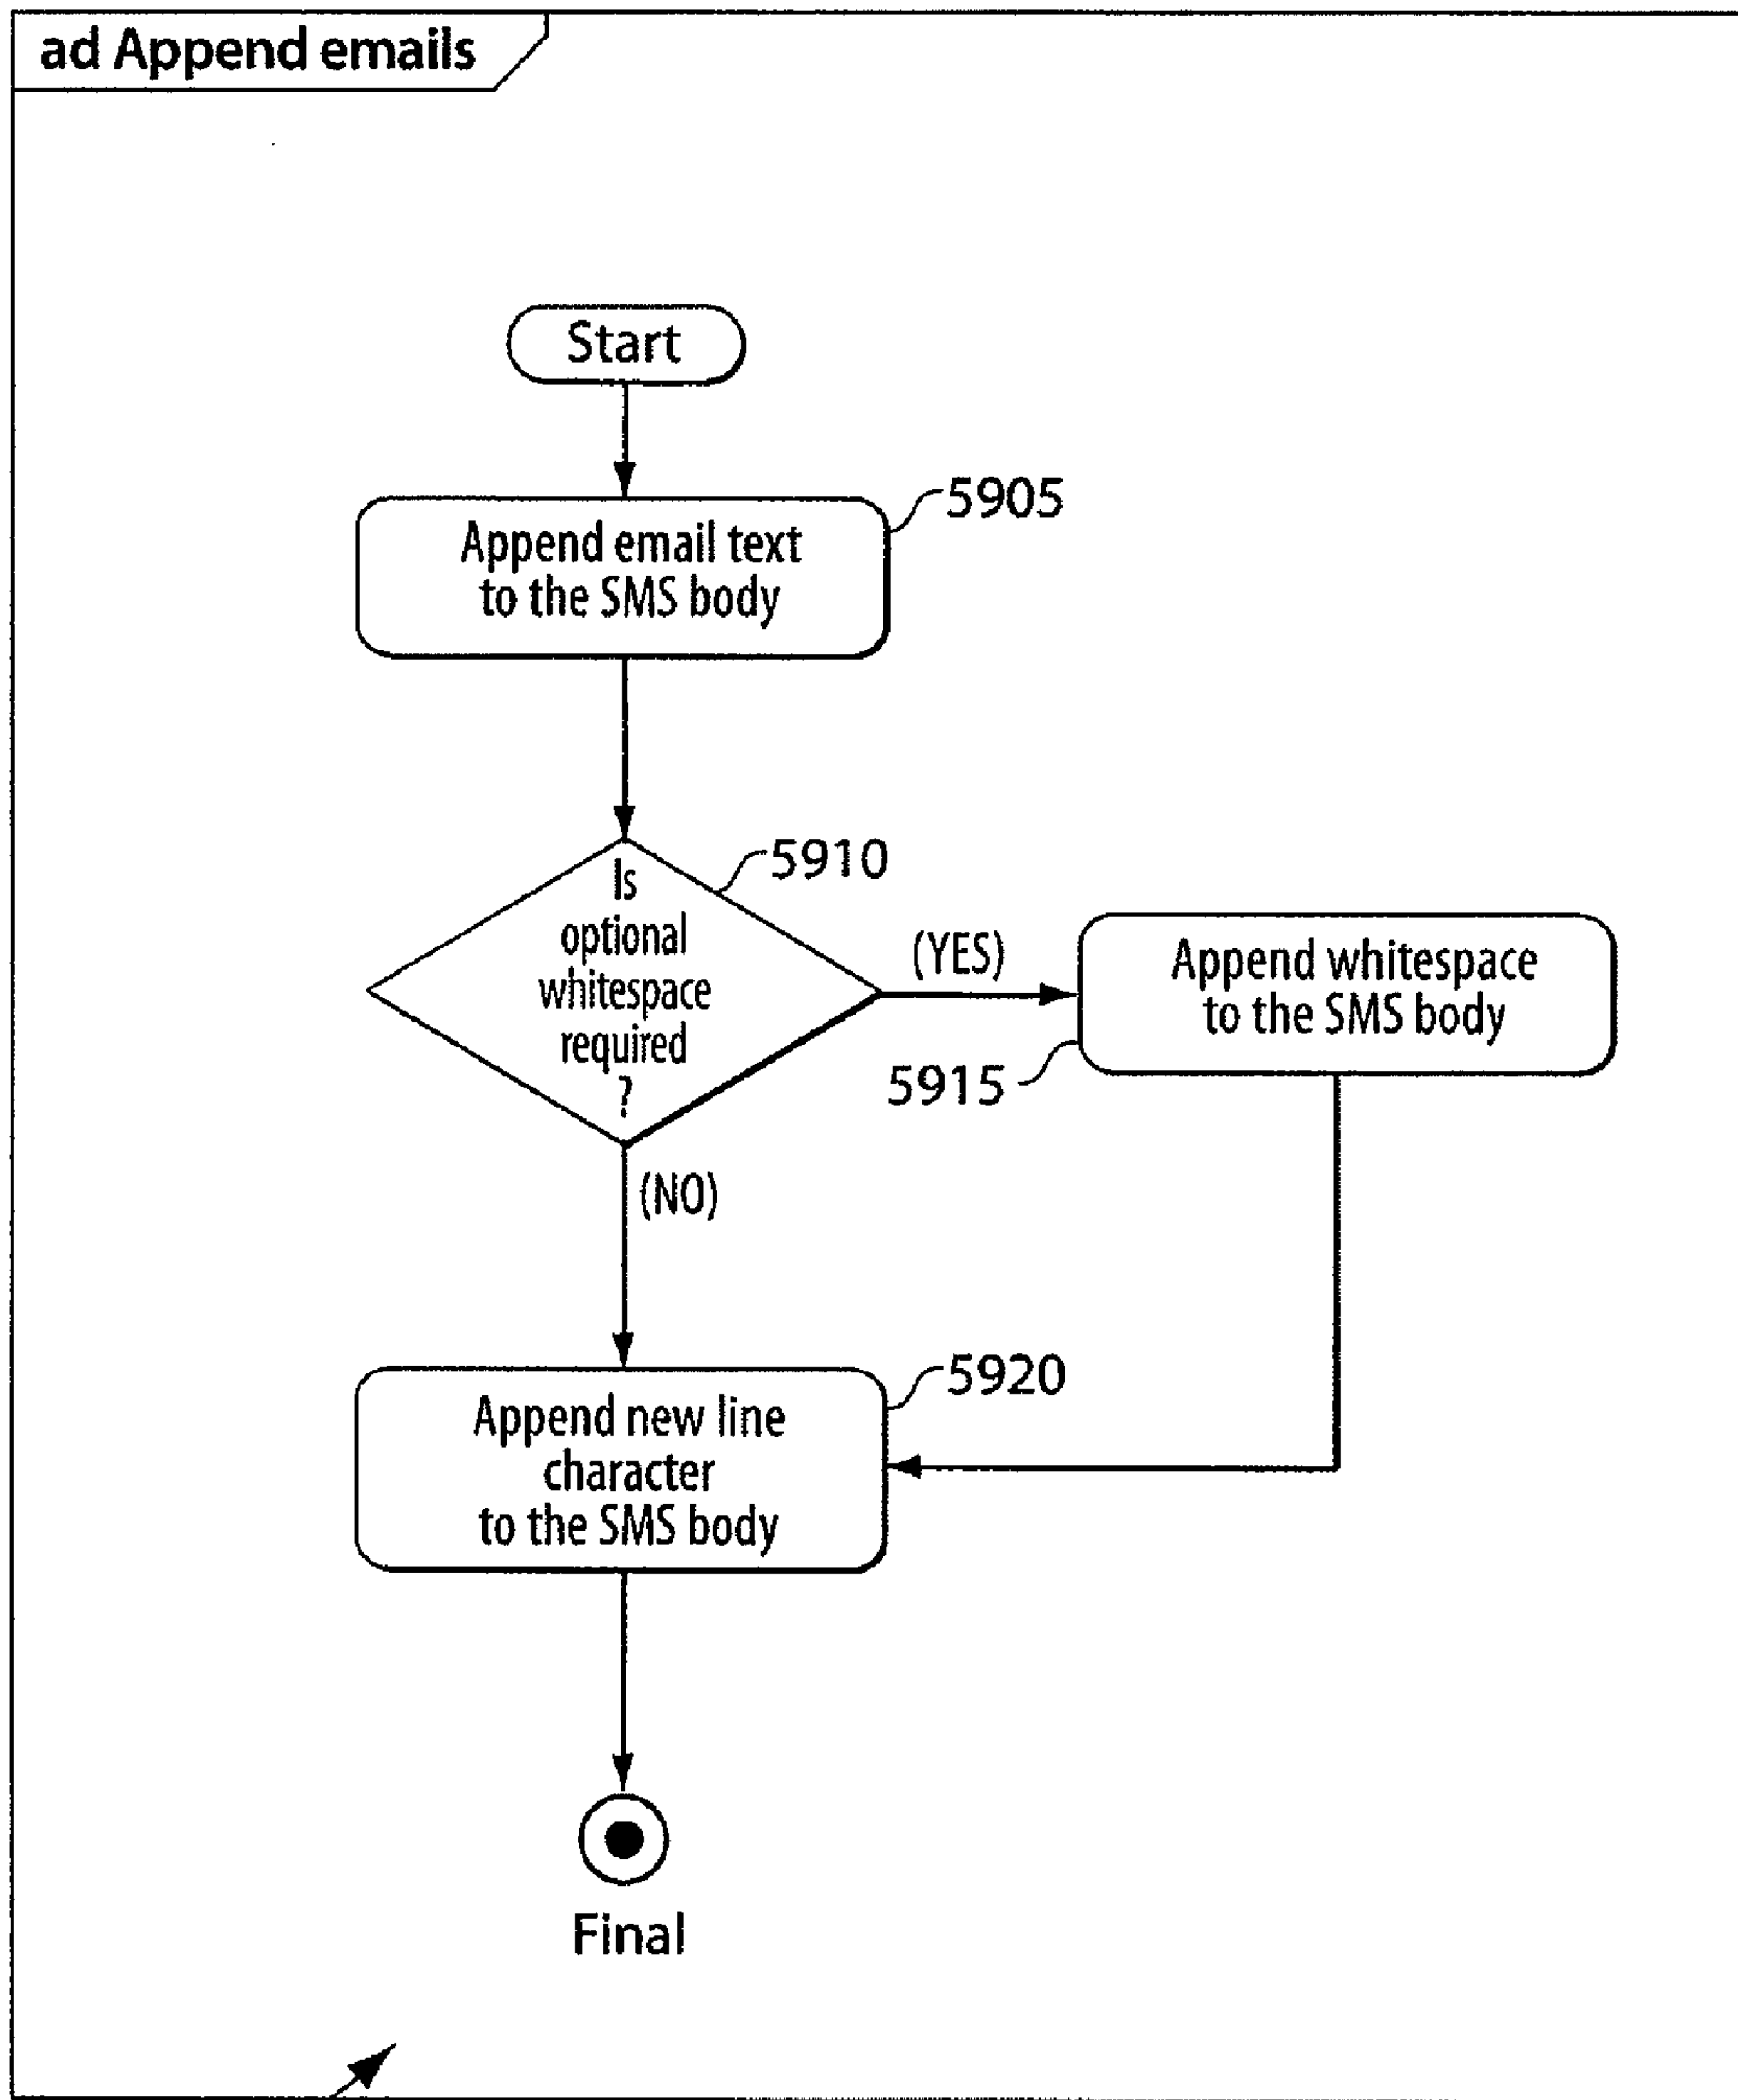 ad Append emails
Start
5905
Append email text
to the SMS body
5910
Is
optional
whitespace
required
?
(YES)
Append whitespace
to the SMS body
5915
(NO)
5920
Append new line
character
to the SMS body
Final